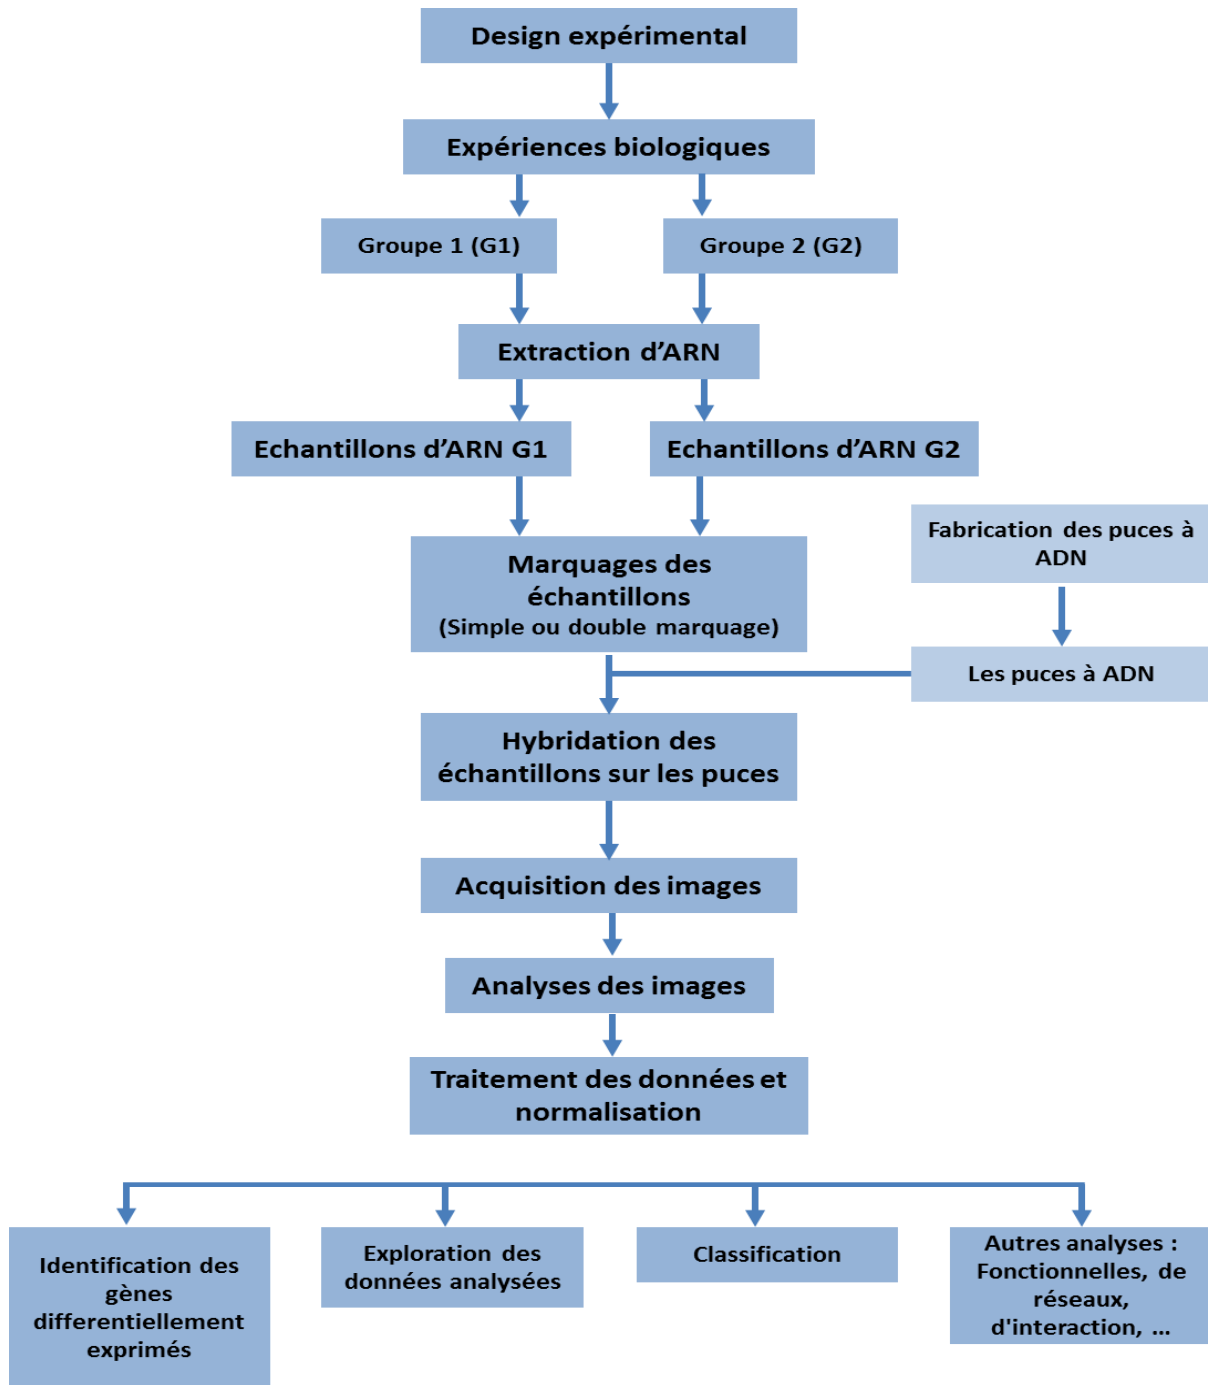 Design expérimental
Expériences biologiques
Groupe 1 (G1)
Groupe 2 (G2)
Extraction d’ARN
Echantillons d’ARN G1
Echantillons d’ARN G2
Fabrication des puces à
ADN
Marquages des
échantillons
(Simple ou double marquage)
Les puces à ADN
Hybridation des
échantillons sur les puces
Acquisition des images
Analyses des images
Traitement des données et
normalisation
Identification des
gènes
differentiellement
exprimés
Exploration des
données analysées
Classification
Autres analyses :
Fonctionnelles, de
réseaux,
d'interaction, ...